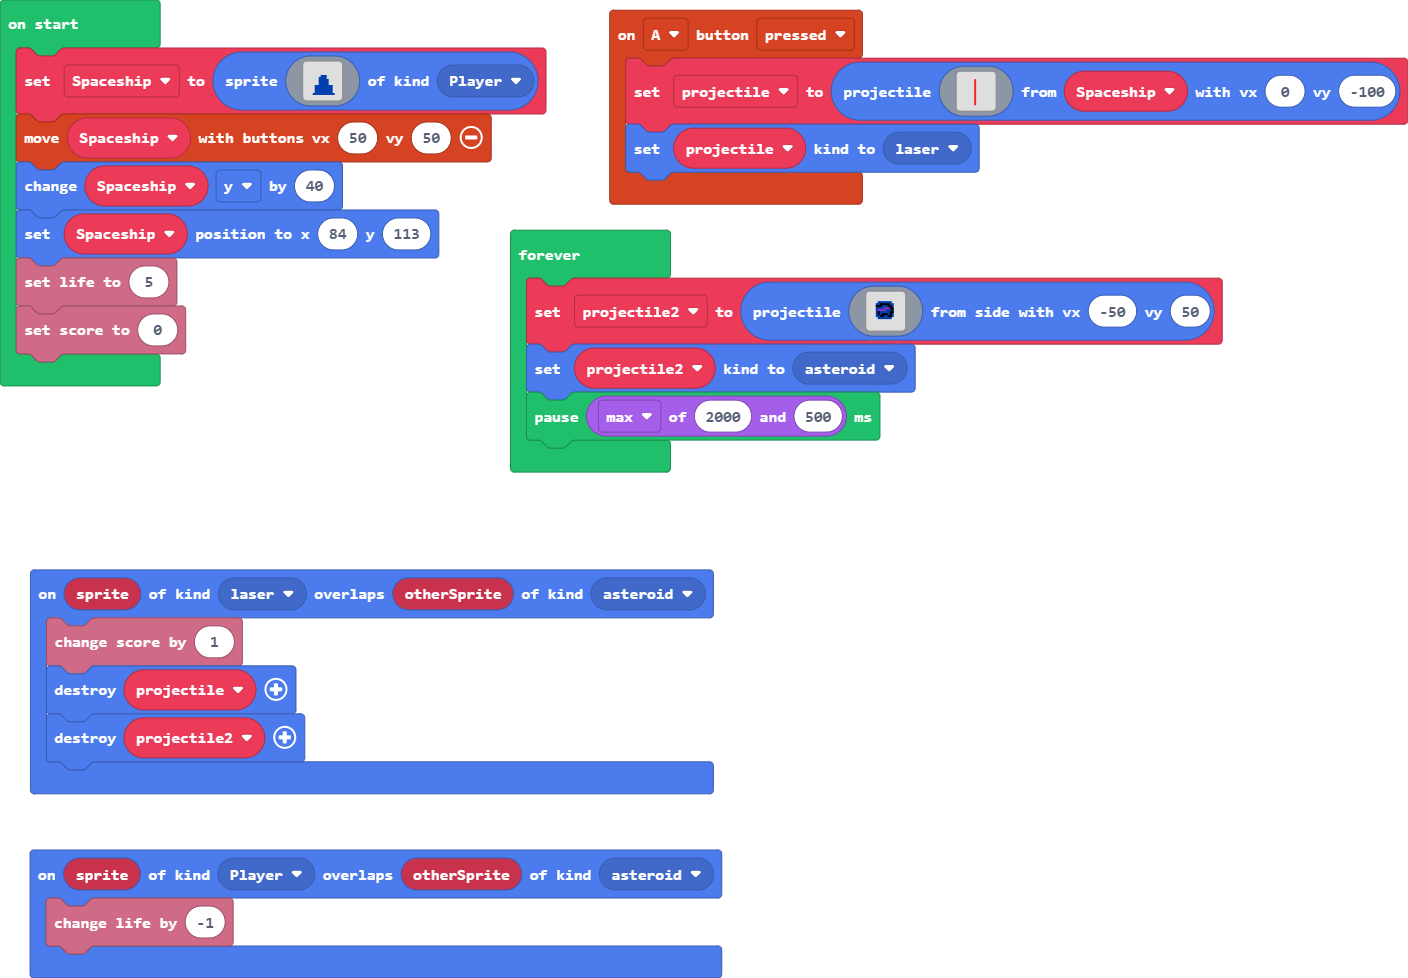 on start
set Spaceship to sprite of kind Player
move Spaceship with buttons vx 50 vy 50
change Spaceship y by 40
set Spaceship position to x 84 y 113
set life to 5
set score to 0
on A button pressed
set projectile to projectile from Spaceship with vx 0 vy -100
set projectile kind to laser
forever
set projectile2 to projectile from side with vx -50 vy 50
set projectile2 kind to asteroid
pause max of 2000 and 500 ms
on sprite of kind laser overlaps otherSprite of kind asteroid
change score by 1
destroy projectile
destroy projectile2
on sprite of kind Player overlaps otherSprite of kind asteroid
change life by -1